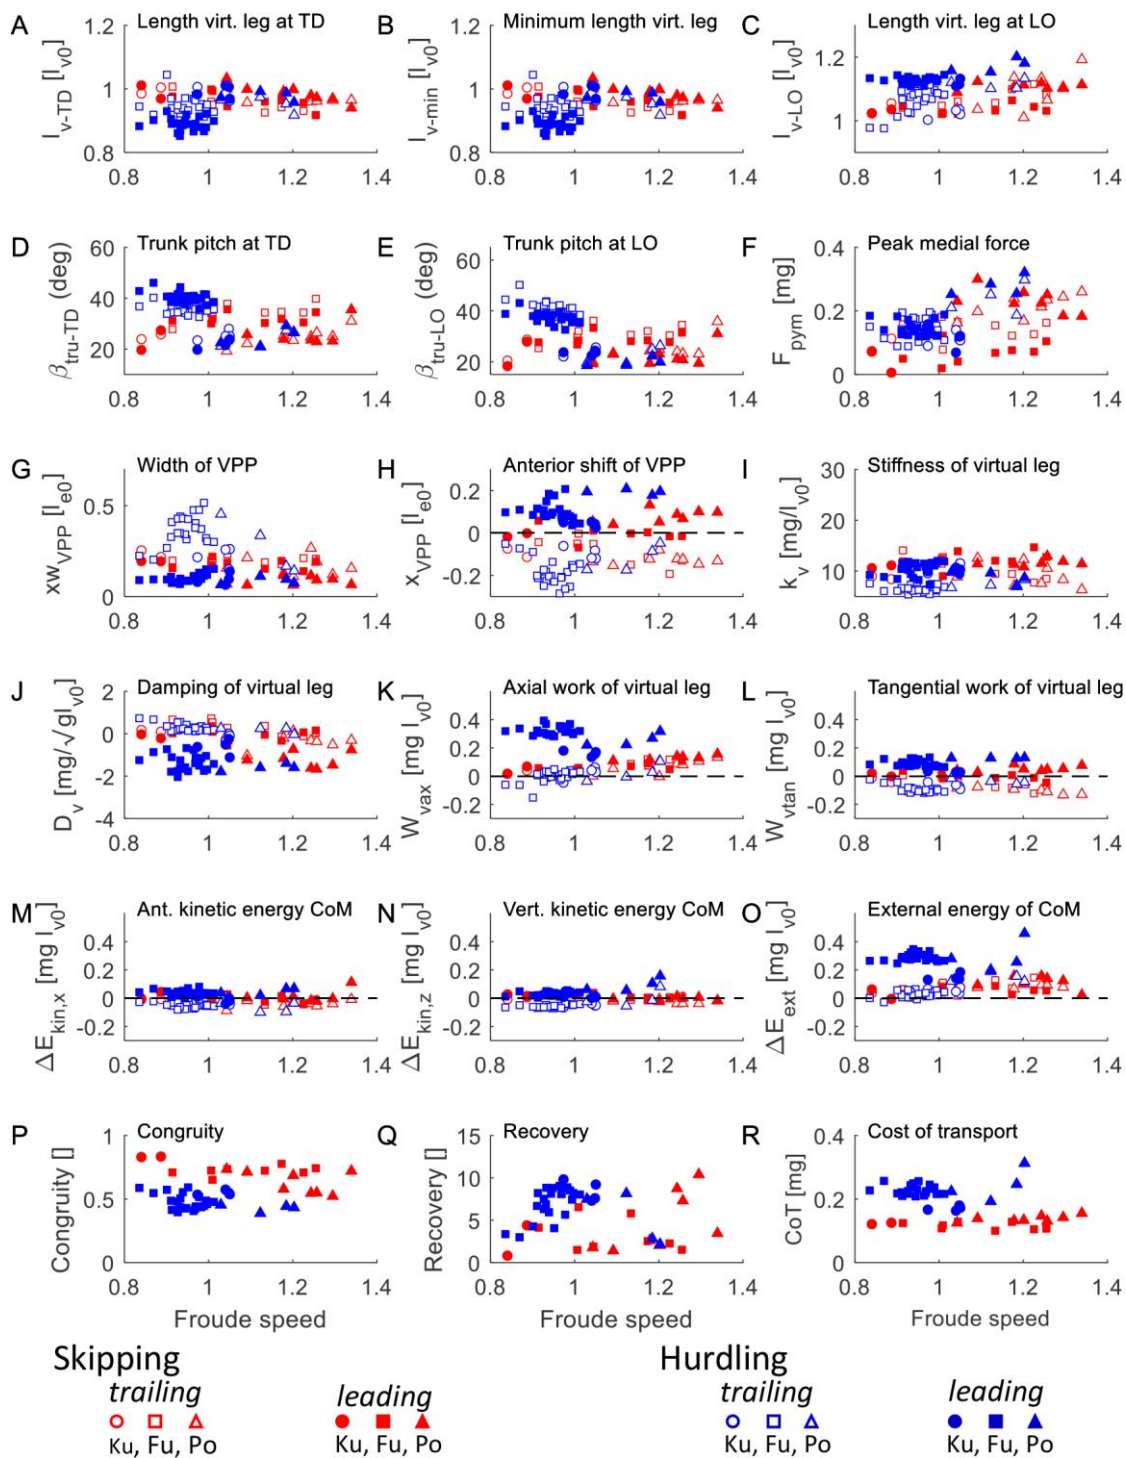 A Length virt. leg at TD
B Minimum length virt. leg
C Length virt. leg at LO
l_v-TD [l_v0]
l_v-min [l_v0]
l_v-LO [l_v0]
1.2 1 0.8
1.2 1 0.8
1.2 1
0.8 1 1.2 1.4
0.8 1 1.2 1.4
0.8 1 1.2 1.4
D Trunk pitch at TD
E Trunk pitch at LO
F Peak medial force
β_tru-TD (deg)
β_tru-LO (deg)
F_pym [mg]
60 40 20
60 40 20
0.4 0.2 0
0.8 1 1.2 1.4
0.8 1 1.2 1.4
0.8 1 1.2 1.4
G Width of VPP
H Anterior shift of VPP
I Stiffness of virtual leg
xw_VPP [l_e0]
x_VPP [l_e0]
k_v [mg/l_v0]
0.5 0
0.2 0 -0.2
30 20 10
0.8 1 1.2 1.4
0.8 1 1.2 1.4
0.8 1 1.2 1.4
J Damping of virtual leg
K Axial work of virtual leg
L Tangential work of virtual leg
D_v [mg/√gl_v0]
W_vax [mg l_v0]
W_vtan [mg l_v0]
2 0 -2 -4
0.4 0.2 0 -0.2
0.4 0.2 0 -0.2
0.8 1 1.2 1.4
0.8 1 1.2 1.4
0.8 1 1.2 1.4
M Ant. kinetic energy CoM
N Vert. kinetic energy CoM
O External energy of CoM
ΔE_kin,x [mg l_v0]
ΔE_kin,z [mg l_v0]
ΔE_ext [mg l_v0]
0.4 0.2 0 -0.2
0.4 0.2 0 -0.2
0.4 0.2 0 -0.2
0.8 1 1.2 1.4
0.8 1 1.2 1.4
0.8 1 1.2 1.4
P Congruity
Q Recovery
R Cost of transport
Congruity []
Recovery []
CoT [mg]
1 0.5 0
15 10 5 0
0.4 0.2 0
0.8 1 1.2 1.4
0.8 1 1.2 1.4
0.8 1 1.2 1.4
Froude speed
Froude speed
Froude speed
Skipping
Hurdling
trailing
leading
trailing
leading
Ku, Fu, Po
Ku, Fu, Po
Ku, Fu, Po
Ku, Fu, Po